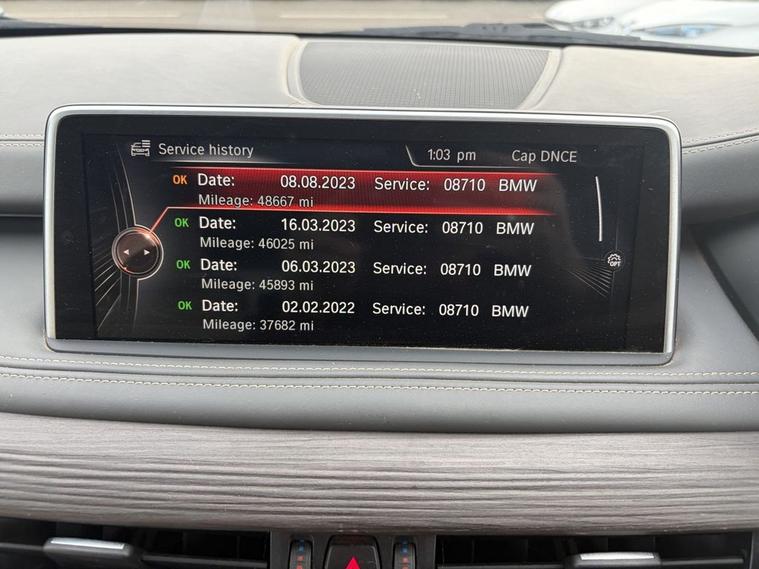 Service history 1:03 pm Cap DNCE
OK Date: 08.08.2023 Service: 08710 BMW
Mileage: 48667 mi
OK Date: 16.03.2023 Service: 08710 BMW
Mileage: 46025 mi
OK Date: 06.03.2023 Service: 08710 BMW
Mileage: 45893 mi
OPT
OK Date: 02.02.2022 Service: 08710 BMW
Mileage: 37682 mi